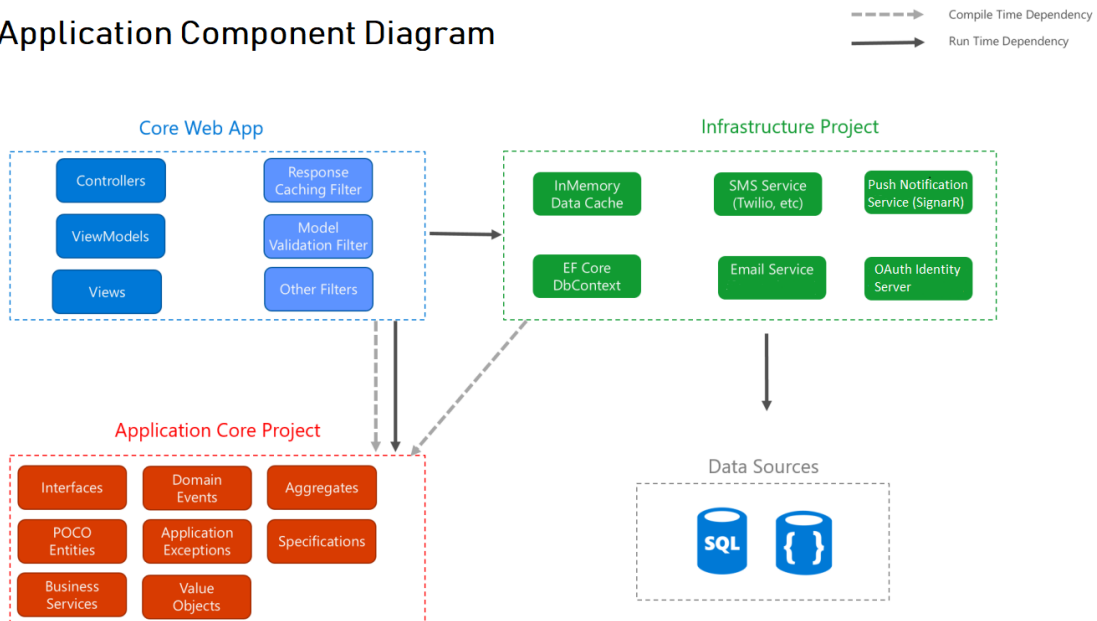 Application Component Diagram
Compile Time Dependency
Run Time Dependency
Core Web App
Controllers
ViewModels
Views
Response
Caching Filter
Model
Validation Filter
Other Filters
Infrastructure Project
InMemory
Data Cache
SMS Service
(Twilio, etc)
Push Notification
Service (SignarR)
EF Core
DbContext
Email Service
OAuth Identity
Server
Application Core Project
Interfaces
Domain
Events
Aggregates
POCO
Entities
Application
Exceptions
Specifications
Business
Services
Value
Objects
Data Sources
SQL
{ }